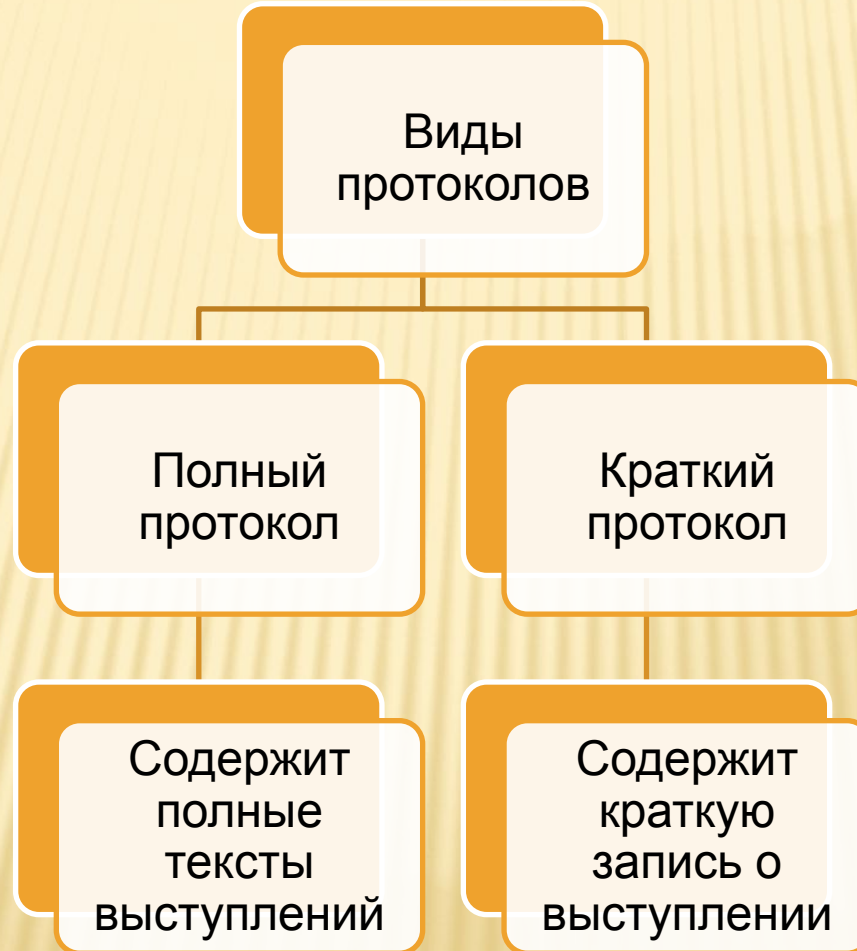 Виды
протоколов
Полный
протокол
Краткий
протокол
Содержит
полные
тексты
выступлений
Содержит
краткую
запись о
выступлении